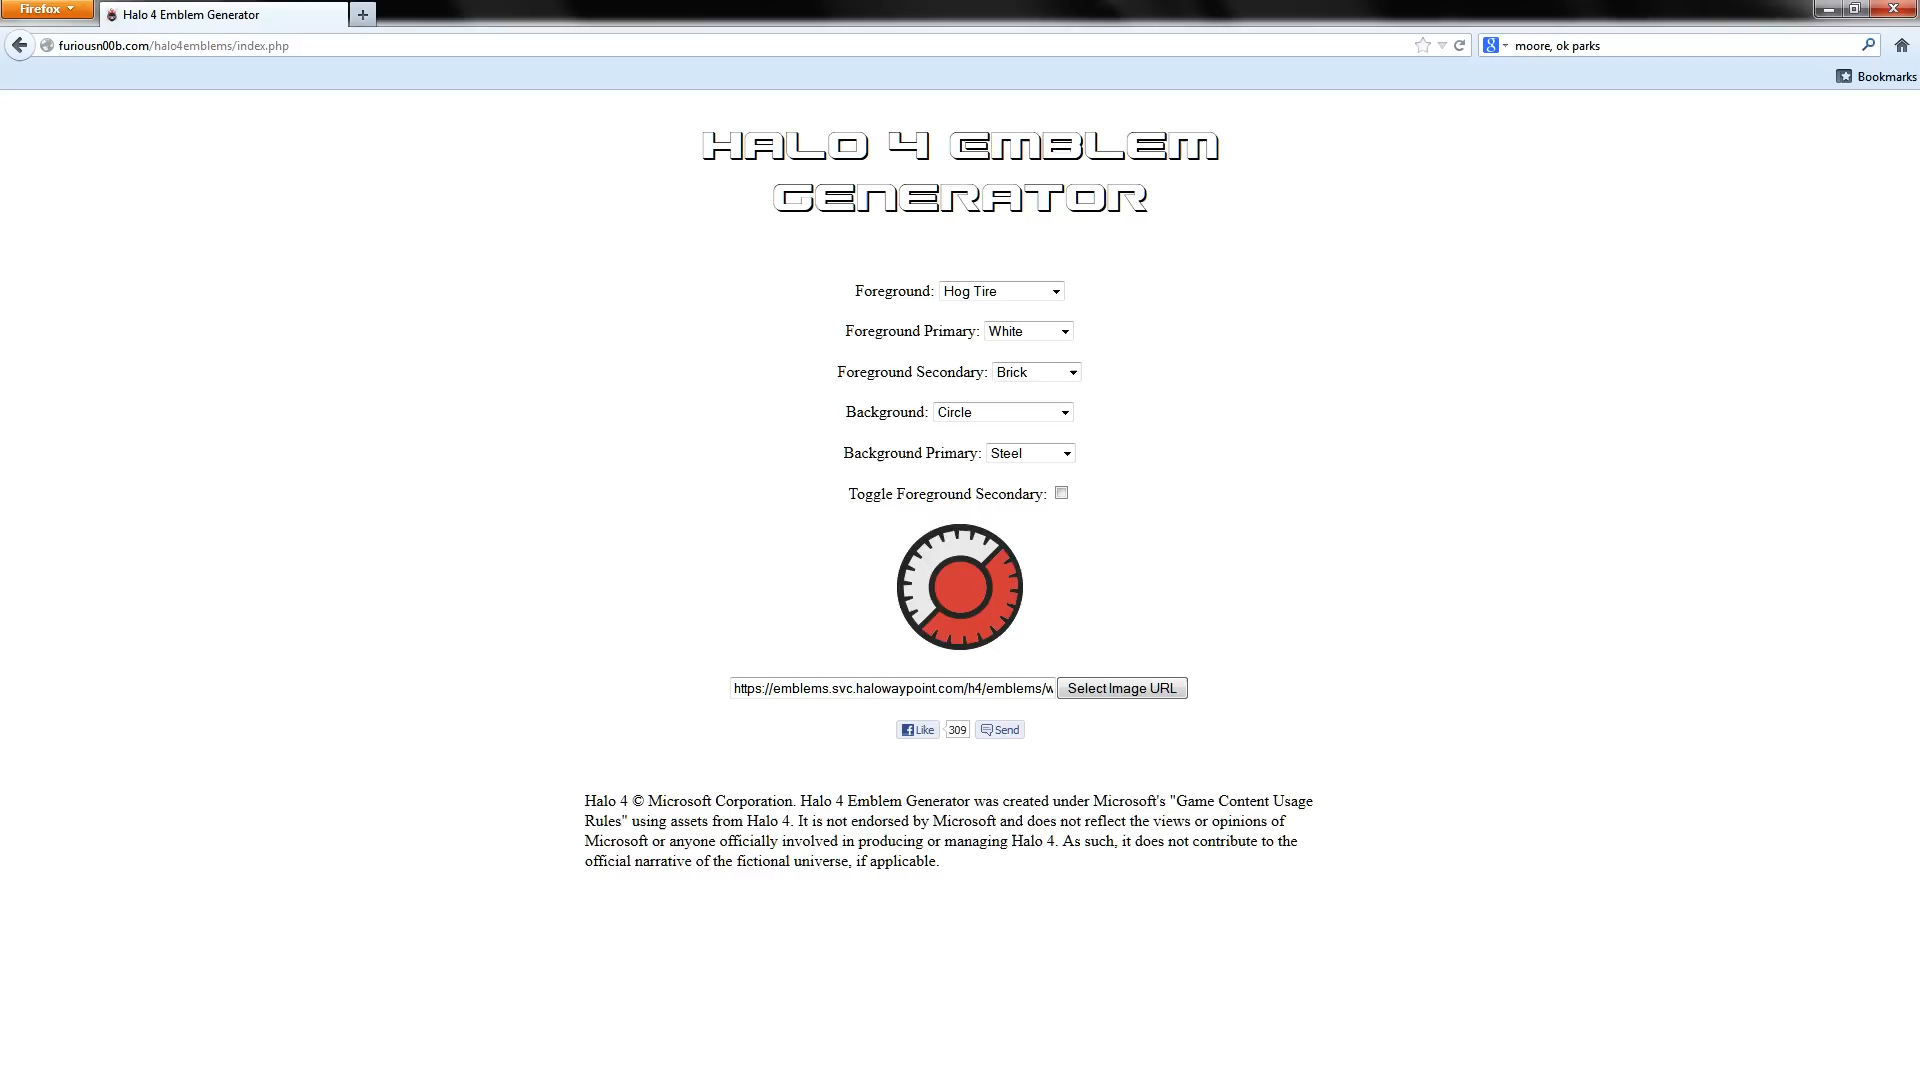 Firefox
Halo 4 Emblem Generator
furiousn00b.com/halo4emblems/index.php
moore, ok parks
Bookmarks
HALO 4 EMBLEM
GENERATOR
Foreground: Hog Tire
Foreground Primary: White
Foreground Secondary: Brick
Background: Circle
Background Primary: Steel
Toggle Foreground Secondary:
https://emblems.svc.halowaypoint.com/h4/emblems/w Select Image URL
Like 309 Send
Halo 4 © Microsoft Corporation. Halo 4 Emblem Generator was created under Microsoft's "Game Content Usage
Rules" using assets from Halo 4. It is not endorsed by Microsoft and does not reflect the views or opinions of
Microsoft or anyone officially involved in producing or managing Halo 4. As such, it does not contribute to the
official narrative of the fictional universe, if applicable.